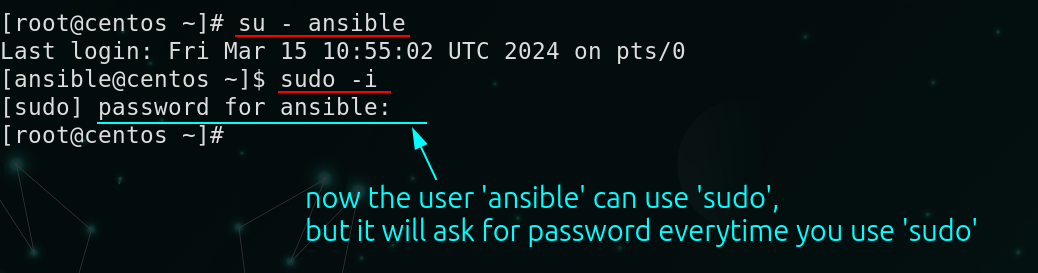 [root@centos ~]# su - ansible
Last login: Fri Mar 15 10:55:02 UTC 2024 on pts/0
[ansible@centos ~]$ sudo -i
[sudo] password for ansible:
[root@centos ~]#
now the user 'ansible' can use 'sudo',
but it will ask for password everytime you use 'sudo'